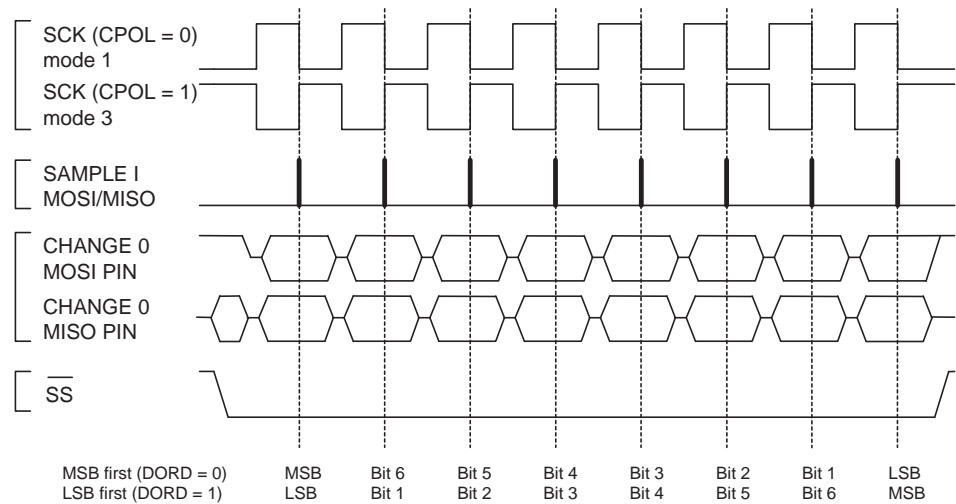 SCK (CPOL = 0)
mode 1
SCK (CPOL = 1)
mode 3
SAMPLE I
MOSI/MISO
CHANGE 0
MOSI PIN
CHANGE 0
MISO PIN
SS
MSB first (DORD = 0) MSB Bit 6 Bit 5 Bit 4 Bit 3 Bit 2 Bit 1 LSB
LSB first (DORD = 1) LSB Bit 1 Bit 2 Bit 3 Bit 4 Bit 5 Bit 6 MSB